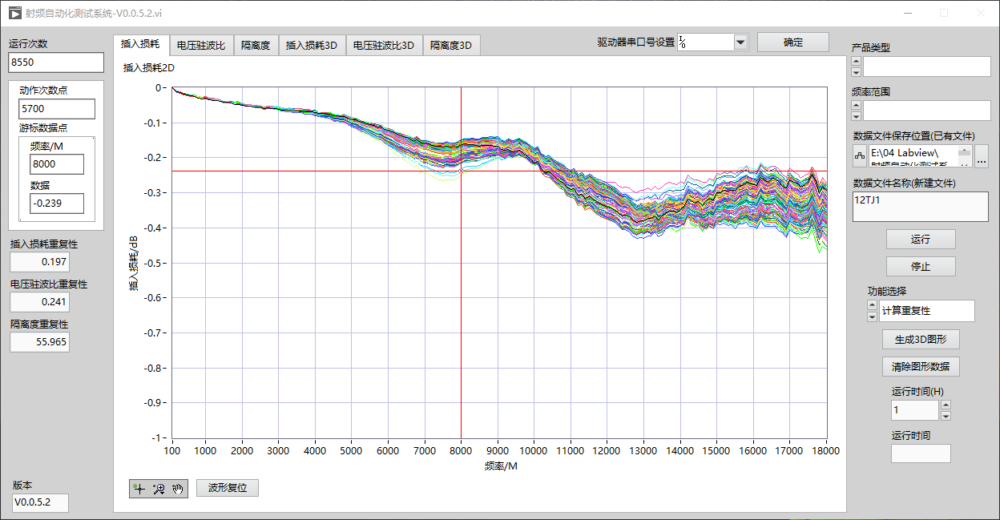 射频自动化测试系统-V0.0.5.2.vi
运行次数
8550
动作次数点
5700
游标数据点
频率/M
8000
数据
-0.239
插入损耗重复性
0.197
电压驻波比重复性
0.241
隔离度重复性
55.965
版本
V0.0.5.2
插入损耗 电压驻波比 隔离度 插入损耗3D 电压驻波比3D 隔离度3D
驱动器串口号设置
确定
插入损耗2D
0
-0.1
-0.2
-0.3
-0.4
-0.5
-0.6
-0.7
-0.8
-0.9
-1
插入损耗/dB
100 1000 2000 3000 4000 5000 6000 7000 8000 9000 10000 11000 12000 13000 14000 15000 16000 17000 18000
频率/M
波形复位
产品类型
频率范围
数据文件保存位置(已有文件)
E:\04 Labview\
射频自动化测试系
...
数据文件名称(新建文件)
12TJ1
运行
停止
功能选择
计算重复性
生成3D图形
清除图形数据
运行时间(H)
1
运行时间